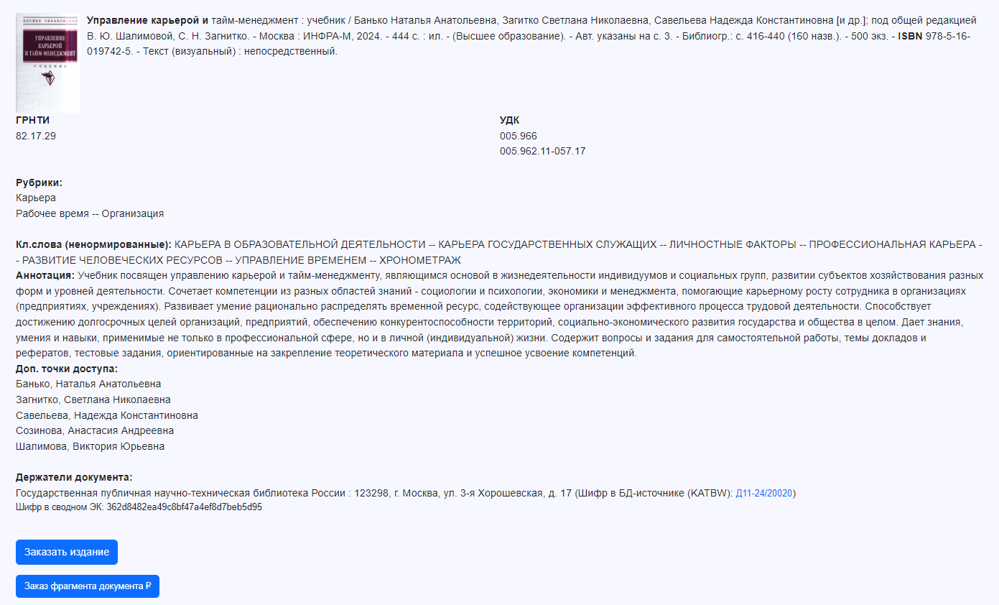 ВЫСШЕЕ ОБРАЗОВАНИЕ
УПРАВЛЕНИЕ
КАРЬЕРОЙ
И ТАЙМ-МЕНЕДЖМЕНТ
УЧЕБНИК
Управление карьерой и тайм-менеджмент : учебник / Банько Наталья Анатольевна, Загитко Светлана Николаевна, Савельева Надежда Константиновна [и др.]; под общей редакцией
В. Ю. Шалимовой, С. Н. Загнитко. - Москва : ИНФРА-М, 2024. - 444 с. : ил. - (Высшее образование). - Авт. указаны на с. 3. - Библиогр.: с. 416-440 (160 назв.). - 500 экз. - ISBN 978-5-16-
019742-5. - Текст (визуальный) : непосредственный.
ГРНТИ
82.17.29
УДК
005.966
005.962.11-057.17
Рубрики:
Карьера
Рабочее время -- Организация
Кл.слова (ненормированные): КАРЬЕРА В ОБРАЗОВАТЕЛЬНОЙ ДЕЯТЕЛЬНОСТИ -- КАРЬЕРА ГОСУДАРСТВЕННЫХ СЛУЖАЩИХ -- ЛИЧНОСТНЫЕ ФАКТОРЫ -- ПРОФЕССИОНАЛЬНАЯ КАРЬЕРА -
- РАЗВИТИЕ ЧЕЛОВЕЧЕСКИХ РЕСУРСОВ -- УПРАВЛЕНИЕ ВРЕМЕНЕМ -- ХРОНОМЕТРАЖ
Аннотация: Учебник посвящен управлению карьерой и тайм-менеджменту, являющимся основой в жизнедеятельности индивидуумов и социальных групп, развитии субъектов хозяйствования разных
форм и уровней деятельности. Сочетает компетенции из разных областей знаний - социологии и психологии, экономики и менеджмента, помогающие карьерному росту сотрудника в организациях
(предприятиях, учреждениях). Развивает умение рационально распределять временной ресурс, содействующее организации эффективного процесса трудовой деятельности. Способствует
достижению долгосрочных целей организаций, предприятий, обеспечению конкурентоспособности территорий, социально-экономического развития государства и общества в целом. Дает знания,
умения и навыки, применимые не только в профессиональной сфере, но и в личной (индивидуальной) жизни. Содержит вопросы и задания для самостоятельной работы, темы докладов и
рефератов, тестовые задания, ориентированные на закрепление теоретического материала и успешное усвоение компетенций.
Доп. точки доступа:
Банько, Наталья Анатольевна
Загнитко, Светлана Николаевна
Савельева, Надежда Константиновна
Созинова, Анастасия Андреевна
Шалимова, Виктория Юрьевна
Держатели документа:
Государственная публичная научно-техническая библиотека России : 123298, г. Москва, ул. 3-я Хорошевская, д. 17 (Шифр в БД-источнике (KATBW): Д11-24/20020)
Шифр в сводном ЭК: 362d8482ea49c8bf47a4ef8d7beb5d95
Заказать издание
Заказ фрагмента документа ₽